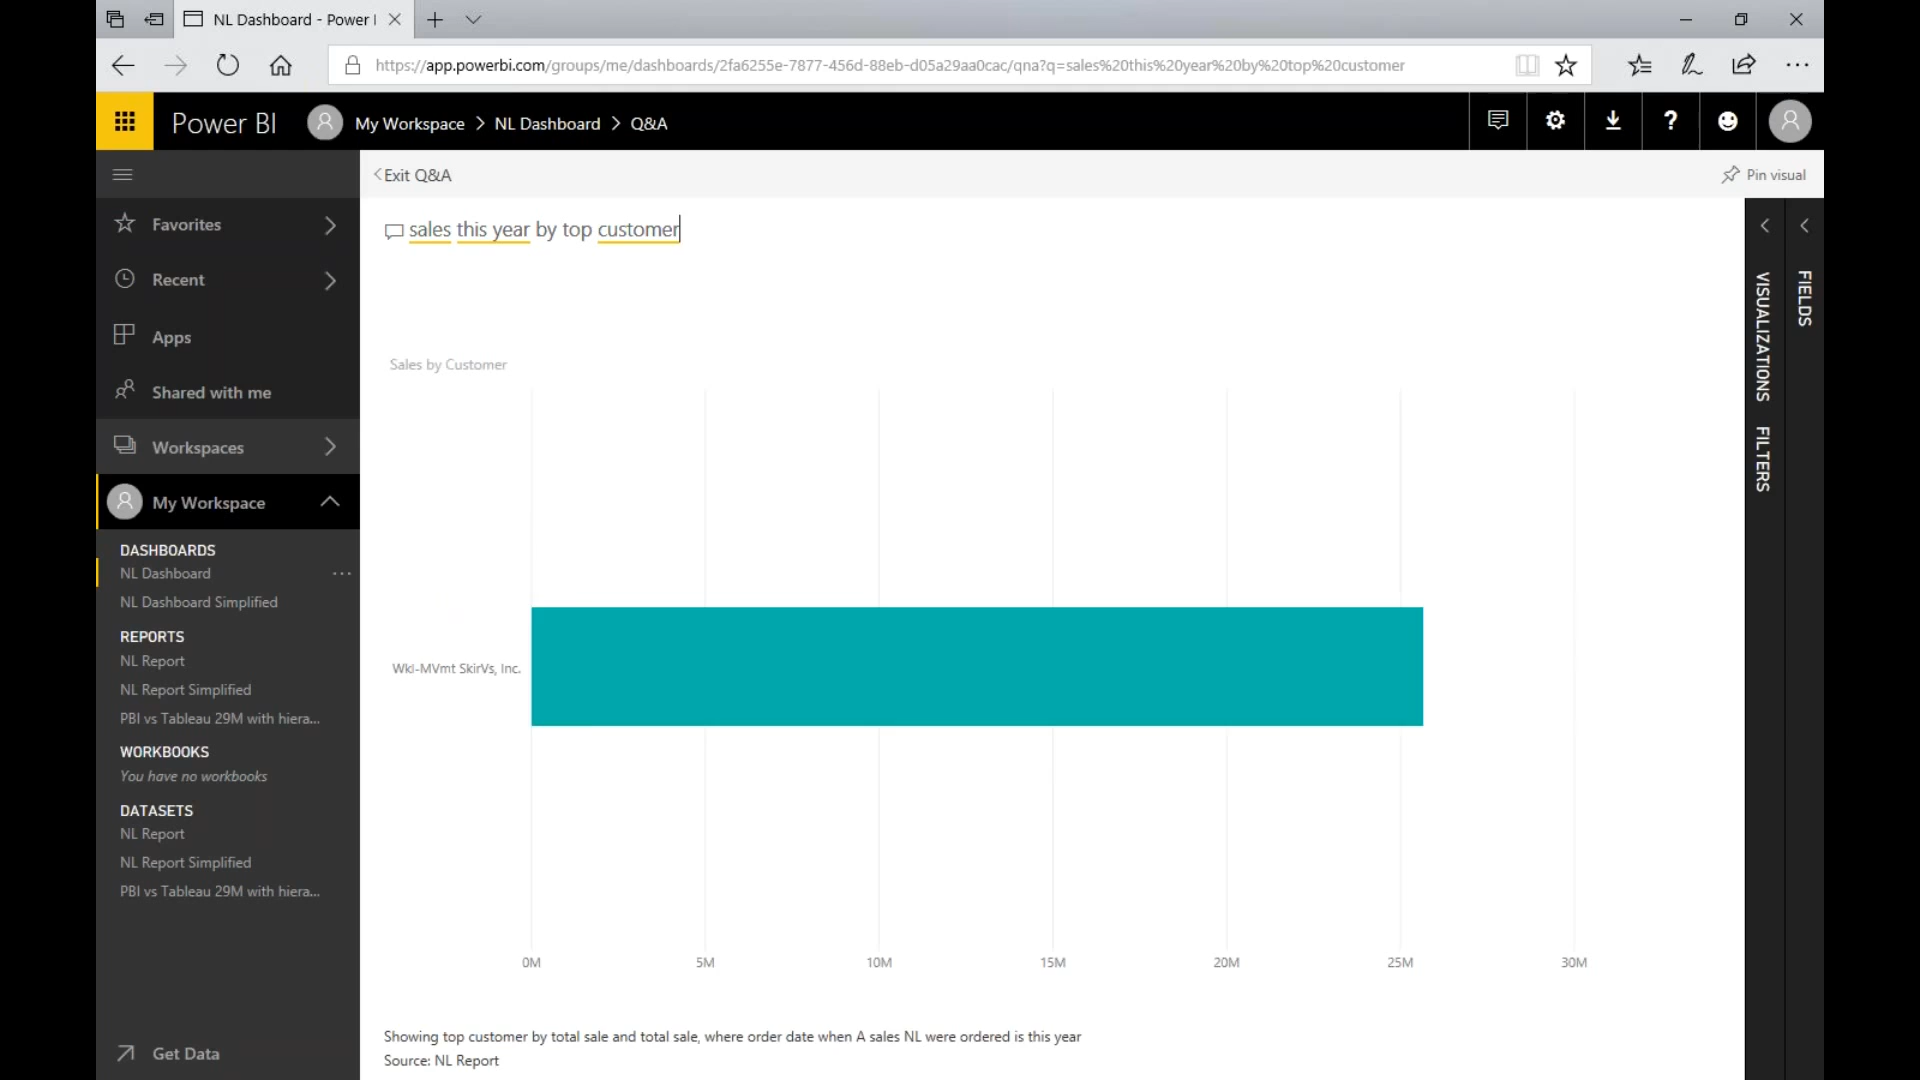 NL Dashboard - Power I
https://app.powerbi.com/groups/me/dashboards/2fa6255e-7877-456d-88eb-d05a29aa0cac/qna?q=sales%20this%20year%20by%20top%20customer
Power BI
My Workspace > NL Dashboard > Q&A
?
Exit Q&A
Pin visual
Favorites
Recent
Apps
Shared with me
Workspaces
My Workspace
DASHBOARDS
NL Dashboard
NL Dashboard Simplified
REPORTS
NL Report
NL Report Simplified
PBI vs Tableau 29M with hiera...
WORKBOOKS
You have no workbooks
DATASETS
NL Report
NL Report Simplified
PBI vs Tableau 29M with hiera...
Get Data
sales this year by top customer
Sales by Customer
Wki-MVmt SkirVs, Inc.
0M 5M 10M 15M 20M 25M 30M
Showing top customer by total sale and total sale, where order date when A sales NL were ordered is this year
Source: NL Report
VISUALIZATIONS
FILTERS
FIELDS